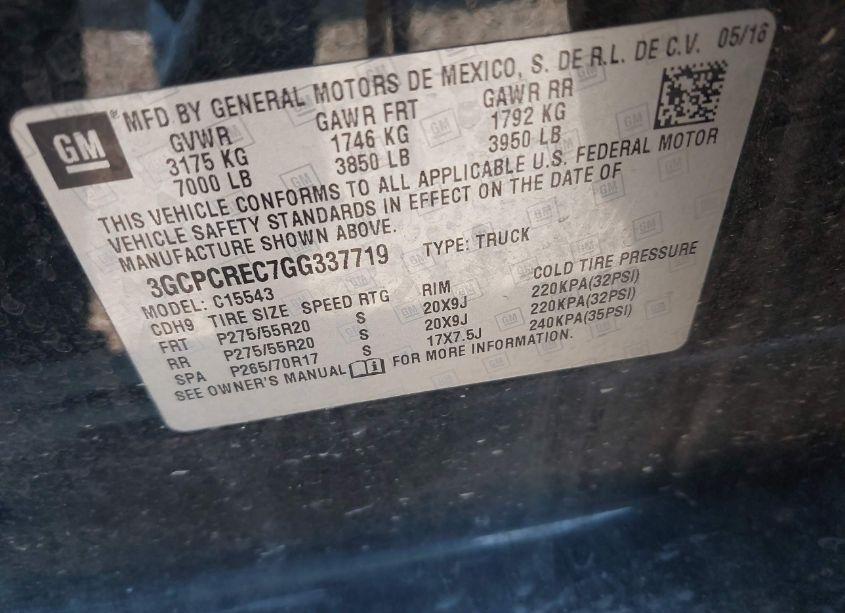 MFD BY GENERAL MOTORS DE MEXICO, S. DE R.L. DE C.V. 05/16
GM ®
GVWR GAWR FRT GAWR RR
3175 KG 1746 KG 1792 KG
7000 LB 3850 LB 3950 LB
THIS VEHICLE CONFORMS TO ALL APPLICABLE U.S. FEDERAL MOTOR
VEHICLE SAFETY STANDARDS IN EFFECT ON THE DATE OF
MANUFACTURE SHOWN ABOVE.
3GCPCREC7GG337719 TYPE: TRUCK
MODEL: C15543
CDH9 TIRE SIZE SPEED RTG RIM COLD TIRE PRESSURE
FRT P275/55R20 S 20X9J 220KPA(32PSI)
RR P275/55R20 S 20X9J 220KPA(32PSI)
SPA P265/70R17 S 17X7.5J 240KPA(35PSI)
SEE OWNER'S MANUAL FOR MORE INFORMATION.